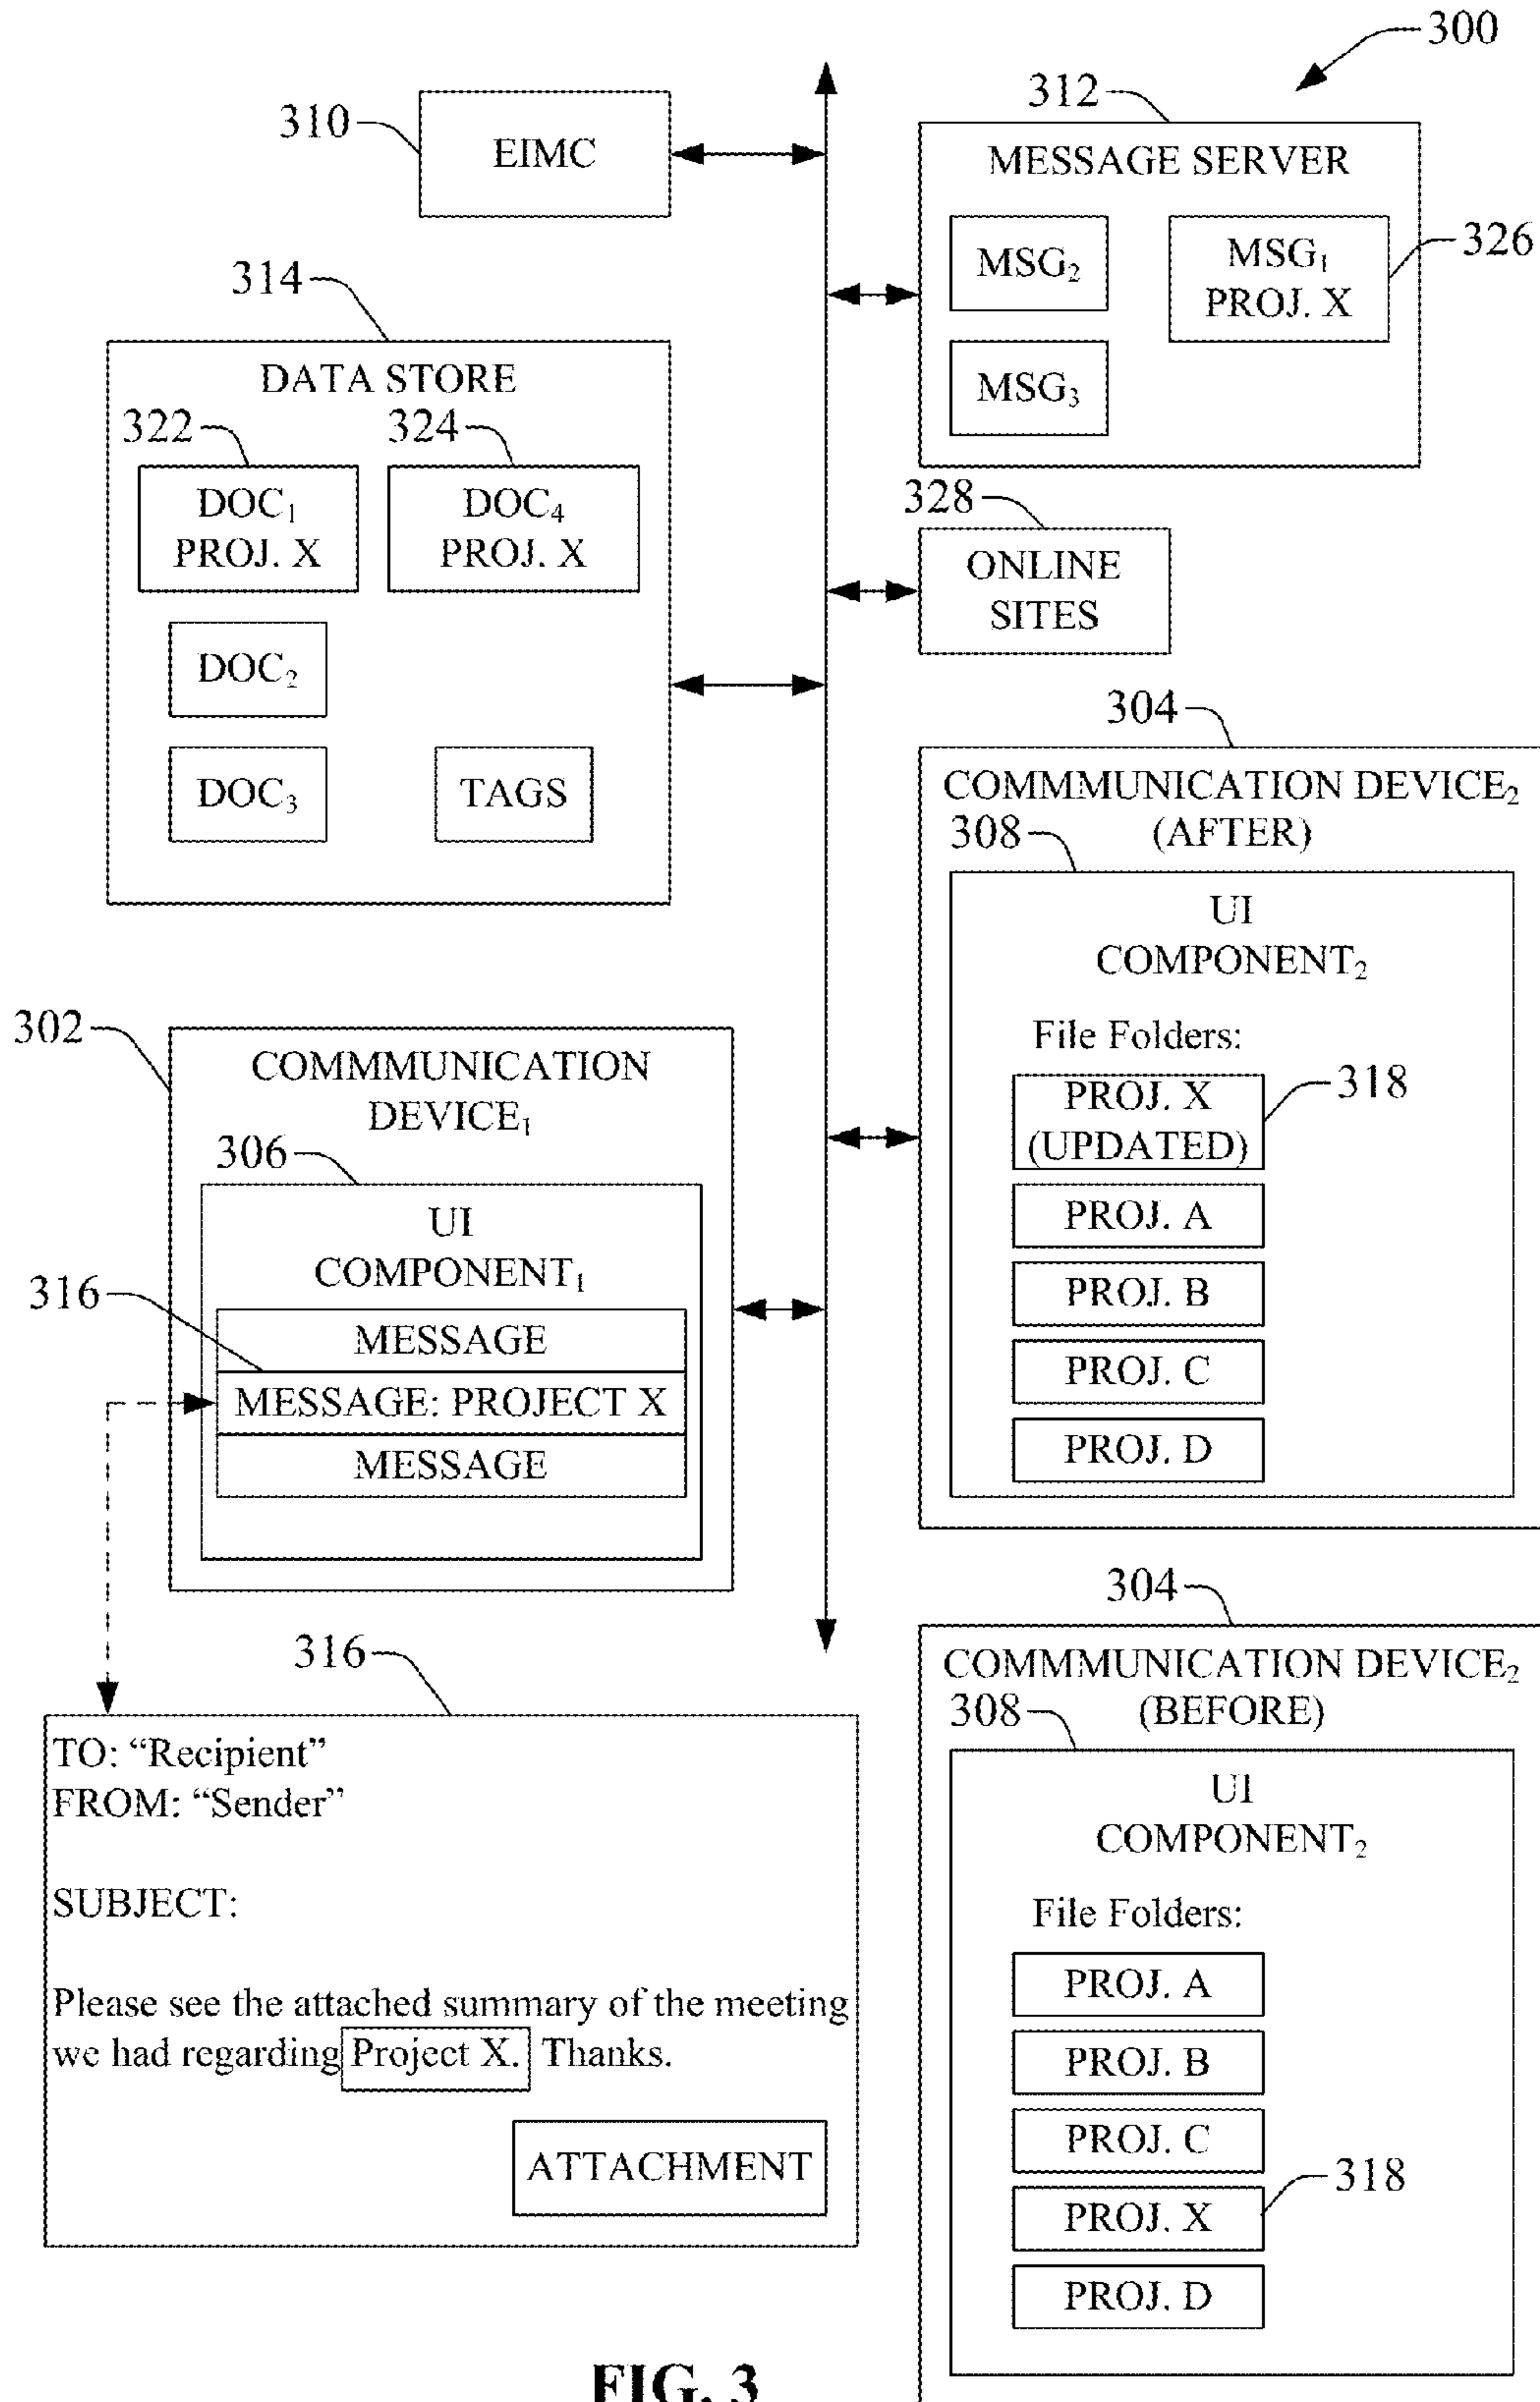 300
310
EIMC
312
MESSAGE SERVER
MSG₂
MSG₁
PROJ. X
326
MSG₃
314
DATA STORE
322
324
DOC₁
PROJ. X
DOC₄
PROJ. X
DOC₂
DOC₃
TAGS
328
ONLINE
SITES
304
COMMMUNICATION DEVICE₂
(AFTER)
308
UI
COMPONENT₂
File Folders:
PROJ. X
(UPDATED)
318
PROJ. A
PROJ. B
PROJ. C
PROJ. D
302
COMMMUNICATION
DEVICE₁
306
UI
COMPONENT₁
316
MESSAGE
MESSAGE: PROJECT X
MESSAGE
316
TO: “Recipient”
FROM: “Sender”
SUBJECT:
Please see the attached summary of the meeting
we had regarding Project X. Thanks.
ATTACHMENT
304
COMMMUNICATION DEVICE₂
(BEFORE)
308
UI
COMPONENT₂
File Folders:
PROJ. A
PROJ. B
PROJ. C
PROJ. X
318
PROJ. D
FIG. 3